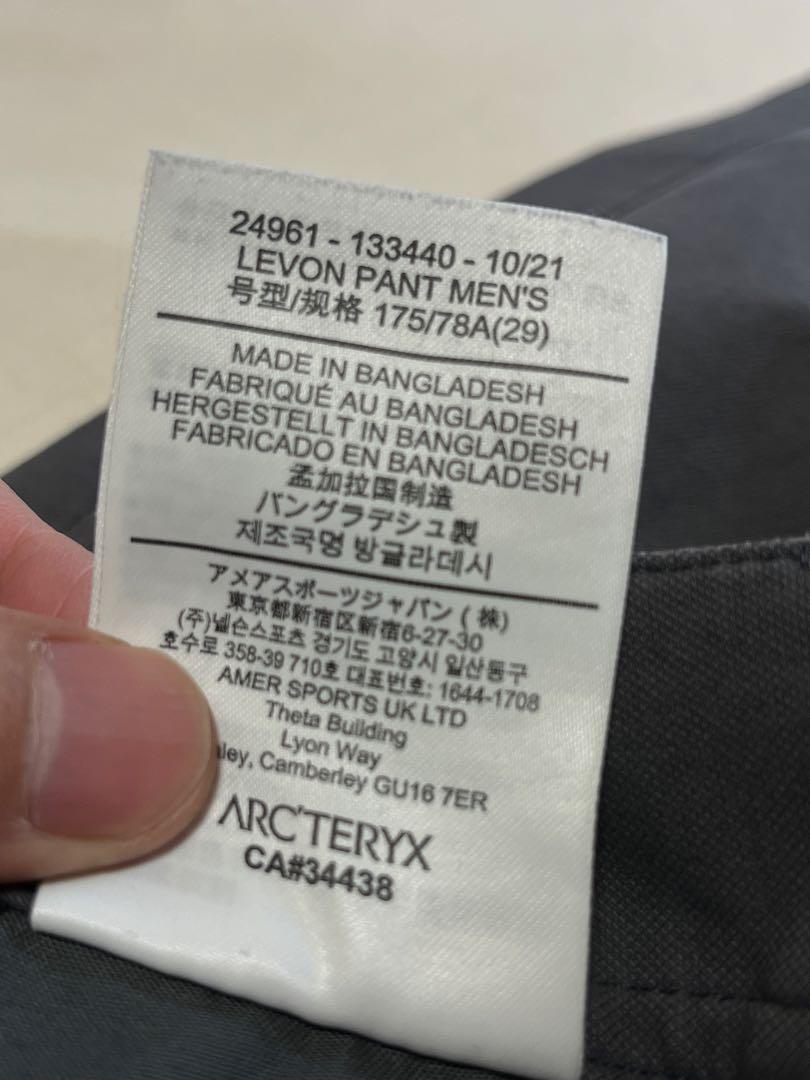 24961 - 133440 - 10/21
LEVON PANT MEN'S
号型/规格 175/78A(29)
MADE IN BANGLADESH
FABRIQUÉ AU BANGLADESH
HERGESTELLT IN BANGLADESCH
FABRICADO EN BANGLADESH
孟加拉国制造
バングラデシュ製
제조국명 방글라데시
アメアスポーツジャパン (株)
東京都新宿区新宿6-27-30
(주)넬슨스포츠 경기도 고양시 일산동구
호수로 358-39 710호 대표번호: 1644-1708
AMER SPORTS UK LTD
Theta Building
Lyon Way
Camberley GU16 7ER
ARC'TERYX
CA#34438